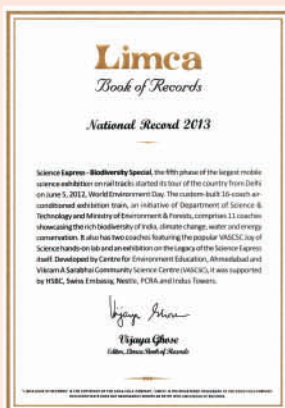 Limca
Book of Records
National Record 2013
Science Express - Biodiversity Special, the fifth phase of the largest mobile
science exhibition on rail tracks started its tour of the country from Delhi
on June 5, 2012, World Environment Day. The custom-built 16-coach air-
conditioned exhibition train, an initiative of Department of Science &
Technology and Ministry of Environment & Forests, comprises 11 coaches
showcasing the rich biodiversity of India, climate change, water and energy
conservation. It also has two coaches featuring the popular VASCSC Joy of
Science hands-on lab and an exhibition on the Legacy of the Science Express
itself. Developed by Centre for Environment Education, Ahmedabad and
Vikram A Sarabhai Community Science Centre (VASCSC), it was supported
by HSBC, Swiss Embassy, Nestle, PCRA and Indus Towers.
Vijaya Ghose
Vijaya Ghose
Editor, Limca Book of Records